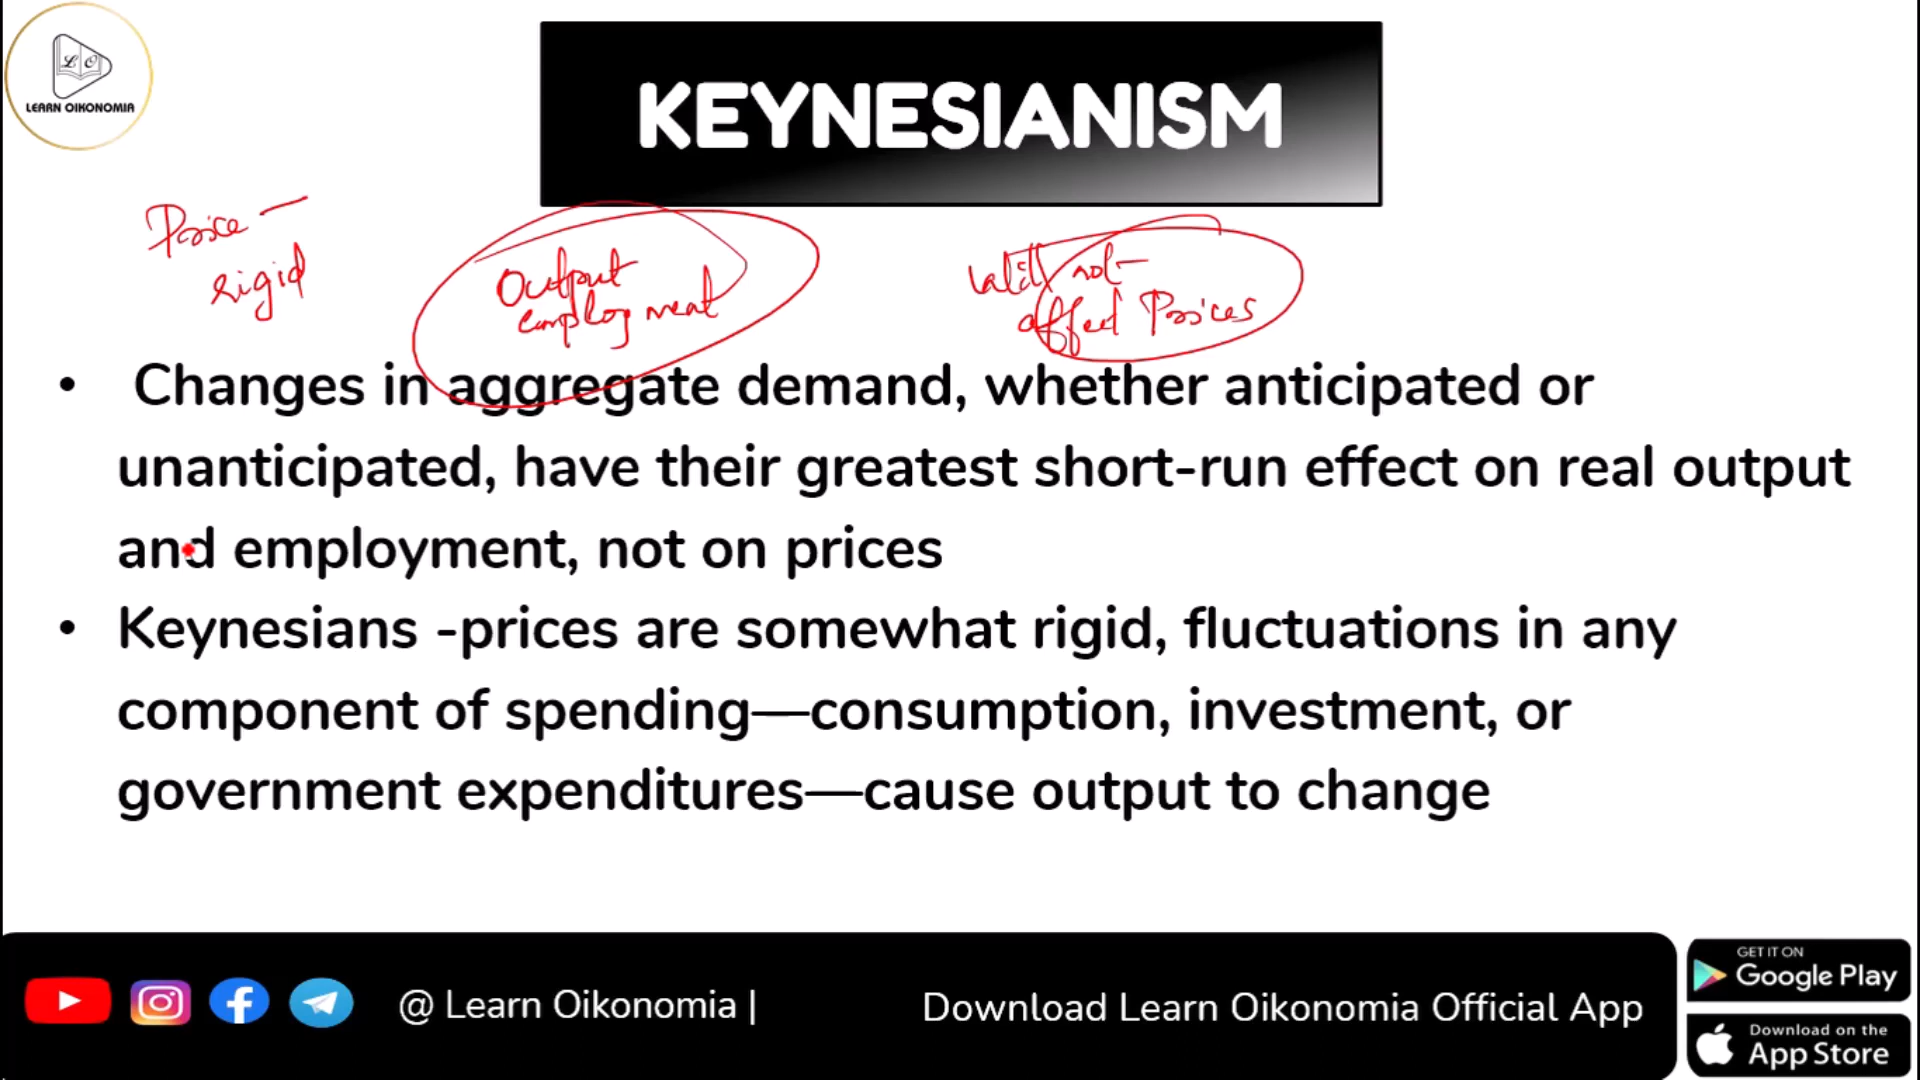 LO
LEARN OIKONOMIA
KEYNESIANISM
Price -
rigid
Output
employment
not
affect Prices
• Changes in aggregate demand, whether anticipated or
unanticipated, have their greatest short-run effect on real output
and employment, not on prices
• Keynesians -prices are somewhat rigid, fluctuations in any
component of spending—consumption, investment, or
government expenditures—cause output to change
@ Learn Oikonomia |
Download Learn Oikonomia Official App
GET IT ON
Google Play
Download on the
App Store